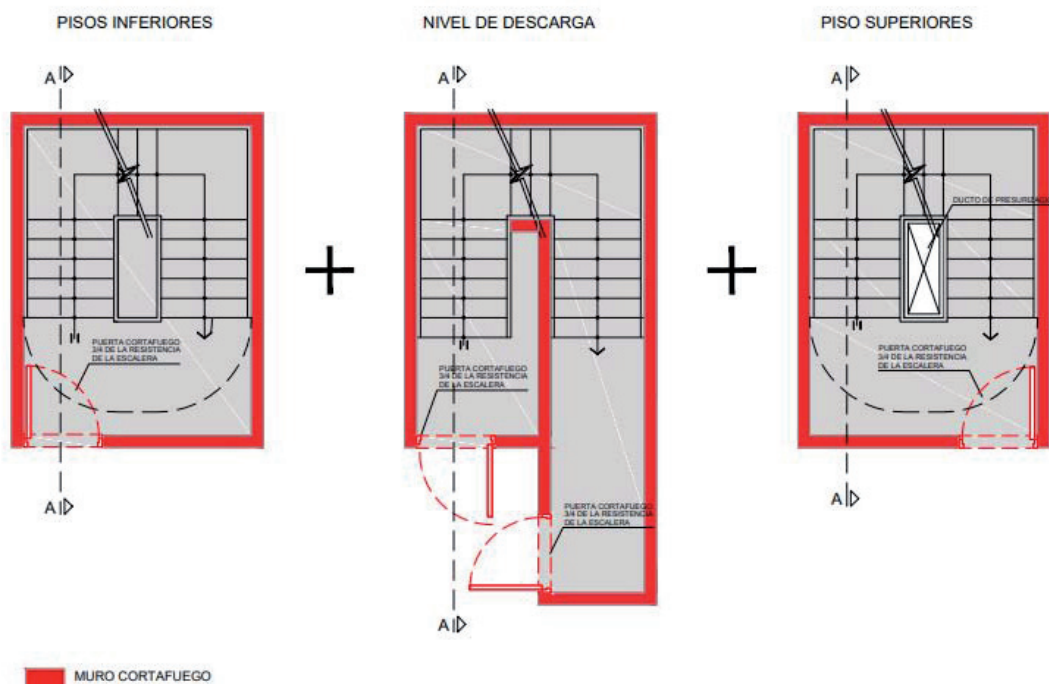 PISOS INFERIORES
NIVEL DE DESCARGA
PISO SUPERIORES
A
A
A
DUCTO DE PRESURIZACIÓ
PUERTA CORTAFUEGO
3/4 DE LA RESISTENCIA
DE LA ESCALERA
PUERTA CORTAFUEGO
3/4 DE LA RESISTENCIA
DE LA ESCALERA
PUERTA CORTAFUEGO
3/4 DE LA RESISTENCIA
DE LA ESCALERA
PUERTA CORTAFUEGO
3/4 DE LA RESISTENCIA
DE LA ESCALERA
A
A
A
MURO CORTAFUEGO